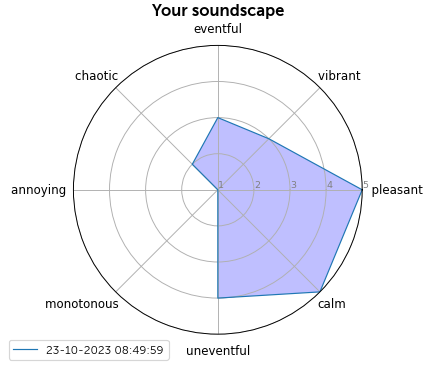 Your soundscape
eventful
chaotic
vibrant
annoying
1
2
3
4
5
pleasant
monotonous
calm
23-10-2023 08:49:59
uneventful